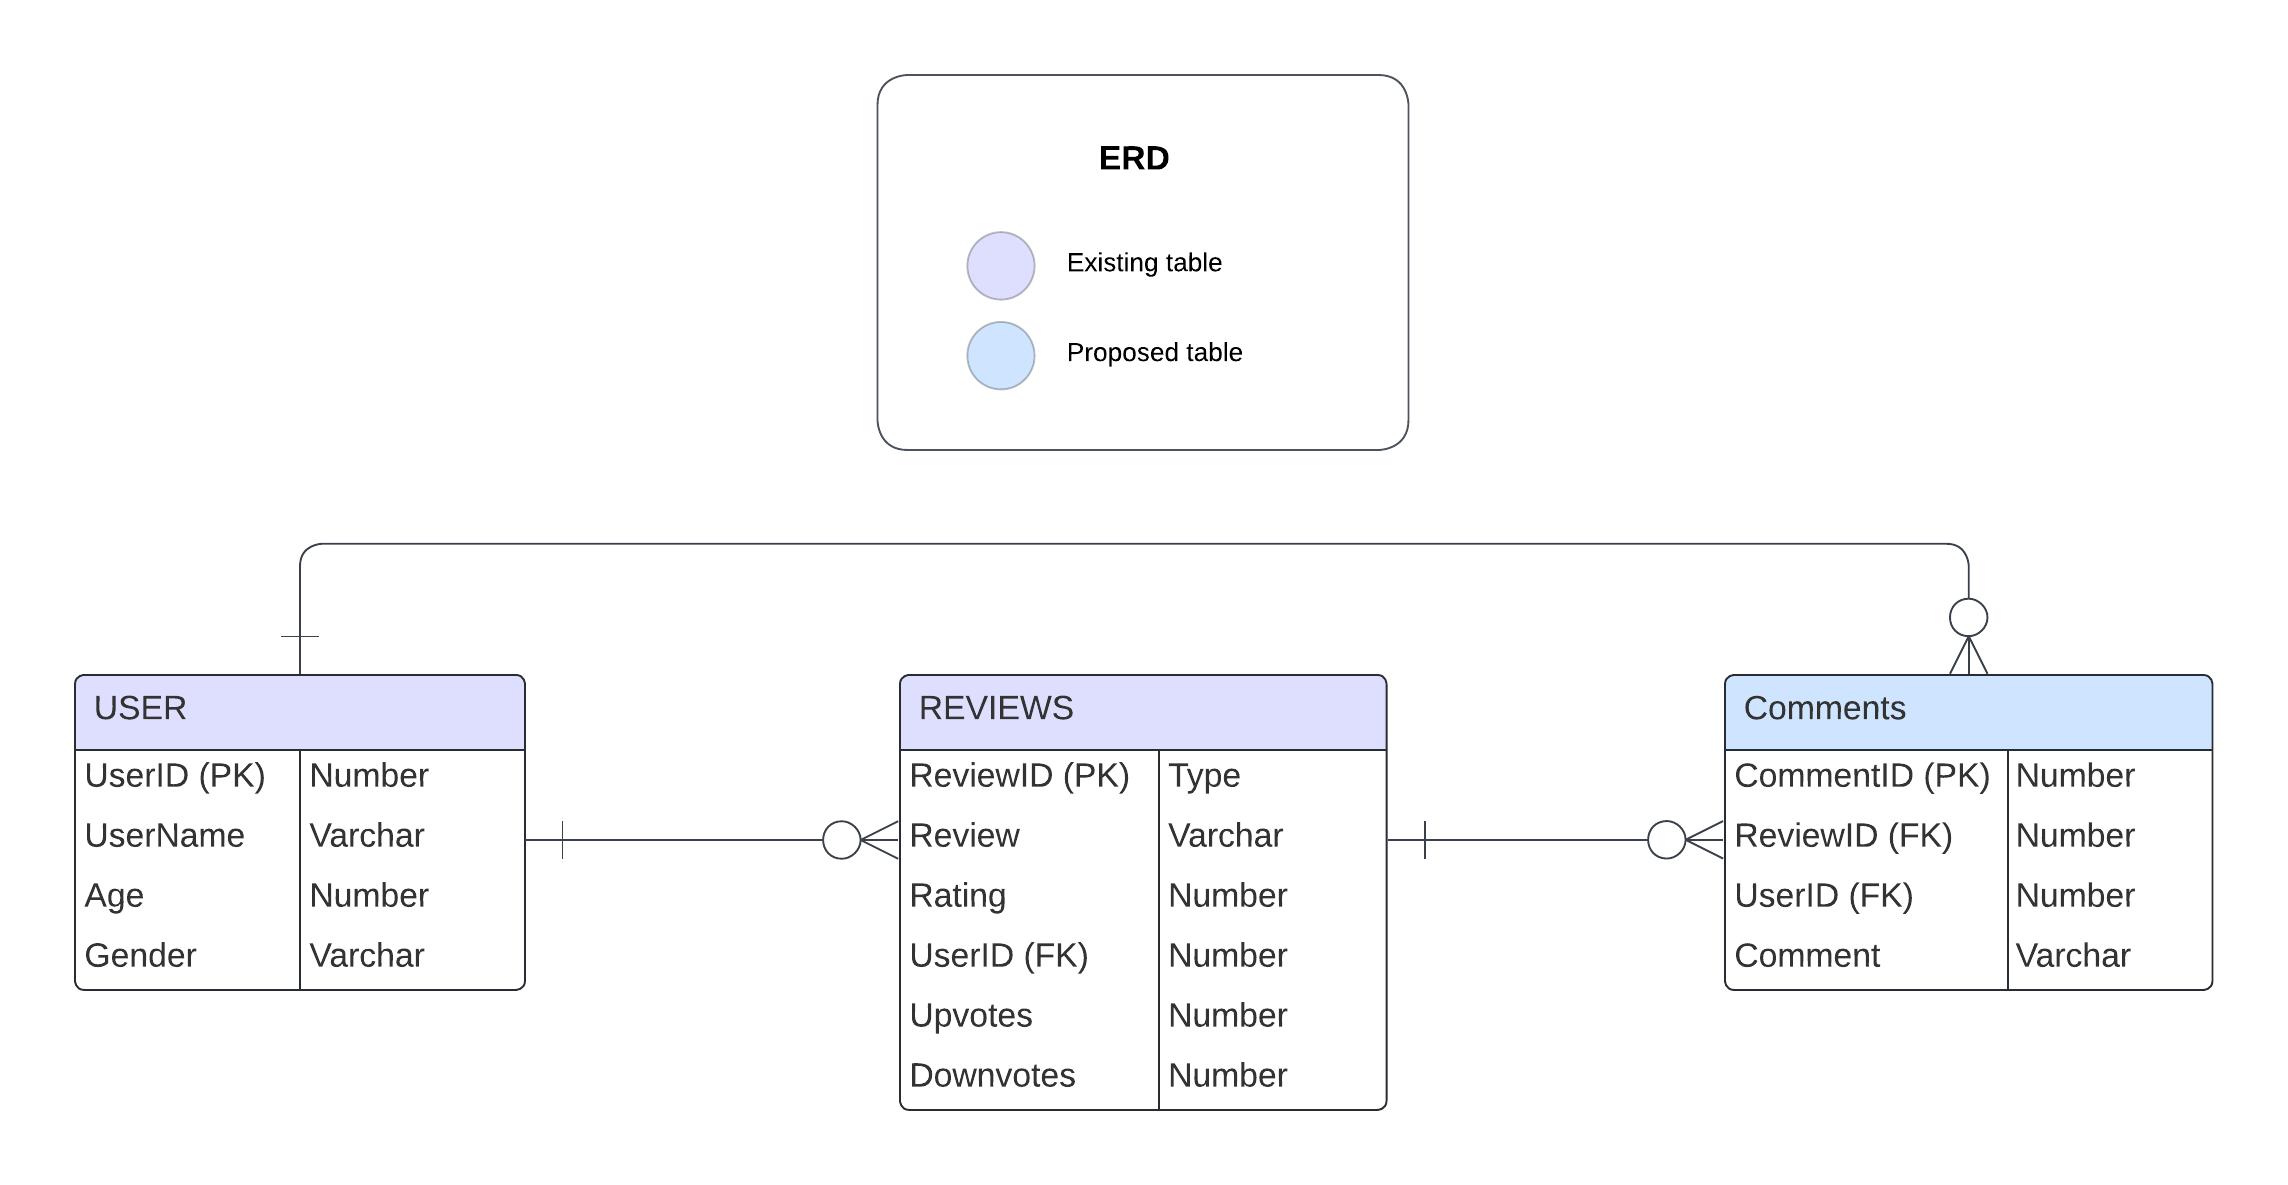 ERD
Existing table
Proposed table
USER
UserID (PK) Number
UserName Varchar
Age Number
Gender Varchar
REVIEWS
ReviewID (PK) Type
Review Varchar
Rating Number
UserID (FK) Number
Upvotes Number
Downvotes Number
Comments
CommentID (PK) Number
ReviewID (FK) Number
UserID (FK) Number
Comment Varchar